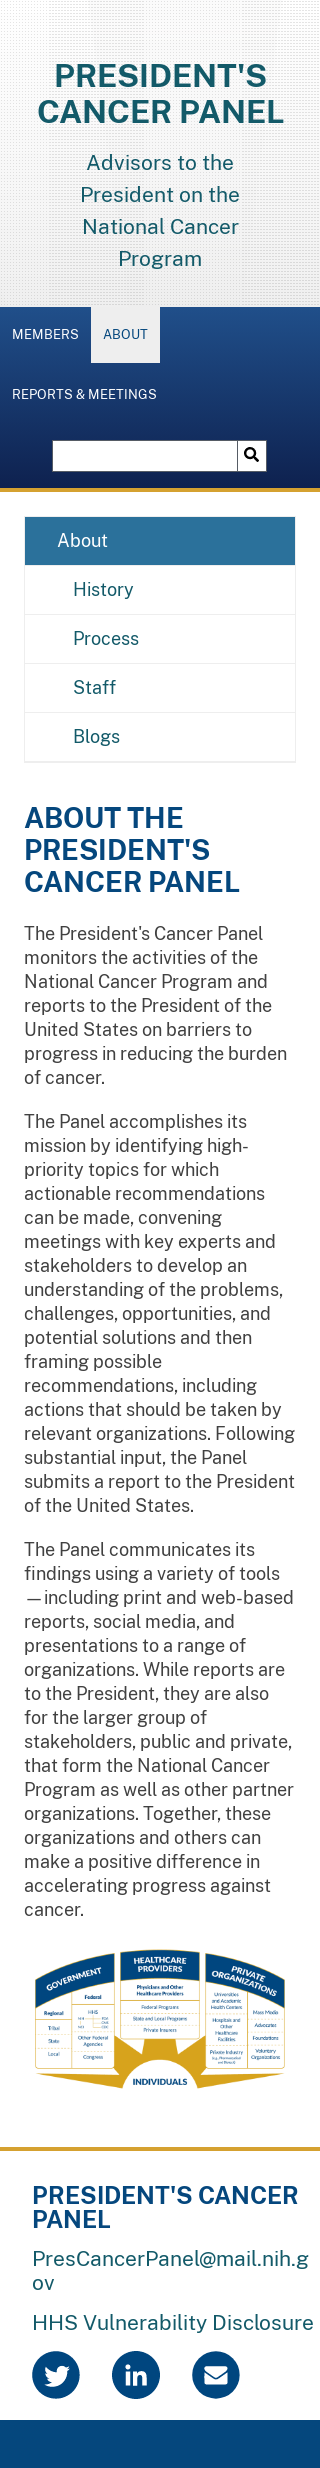 PRESIDENT'S
CANCER PANEL
Advisors to the
President on the
National Cancer
Program
MEMBERS
ABOUT
REPORTS & MEETINGS
About
History
Process
Staff
Blogs
ABOUT THE
PRESIDENT'S
CANCER PANEL
The President's Cancer Panel
monitors the activities of the
National Cancer Program and
reports to the President of the
United States on barriers to
progress in reducing the burden
of cancer.
The Panel accomplishes its
mission by identifying high-
priority topics for which
actionable recommendations
can be made, convening
meetings with key experts and
stakeholders to develop an
understanding of the problems,
challenges, opportunities, and
potential solutions and then
framing possible
recommendations, including
actions that should be taken by
relevant organizations. Following
substantial input, the Panel
submits a report to the President
of the United States.
The Panel communicates its
findings using a variety of tools
—including print and web-based
reports, social media, and
presentations to a range of
organizations. While reports are
to the President, they are also
for the larger group of
stakeholders, public and private,
that form the National Cancer
Program as well as other partner
organizations. Together, these
organizations and others can
make a positive difference in
accelerating progress against
cancer.
GOVERNMENT
Regional
Tribal
State
Local
Federal
HHS
Other Federal
Agencies
Congress
HEALTHCARE
PROVIDERS
Physicians and Other
Healthcare Providers
Federal Programs
State and Local Programs
Private Insurers
PRIVATE
ORGANIZATIONS
Universities
and Academic
Health Centers
Hospitals and
Other
Healthcare
Facilities
Private Industry
Mass Media
Advocates
Foundations
Voluntary
Organizations
INDIVIDUALS
PRESIDENT'S CANCER
PANEL
PresCancerPanel@mail.nih.g
ov
HHS Vulnerability Disclosure
in